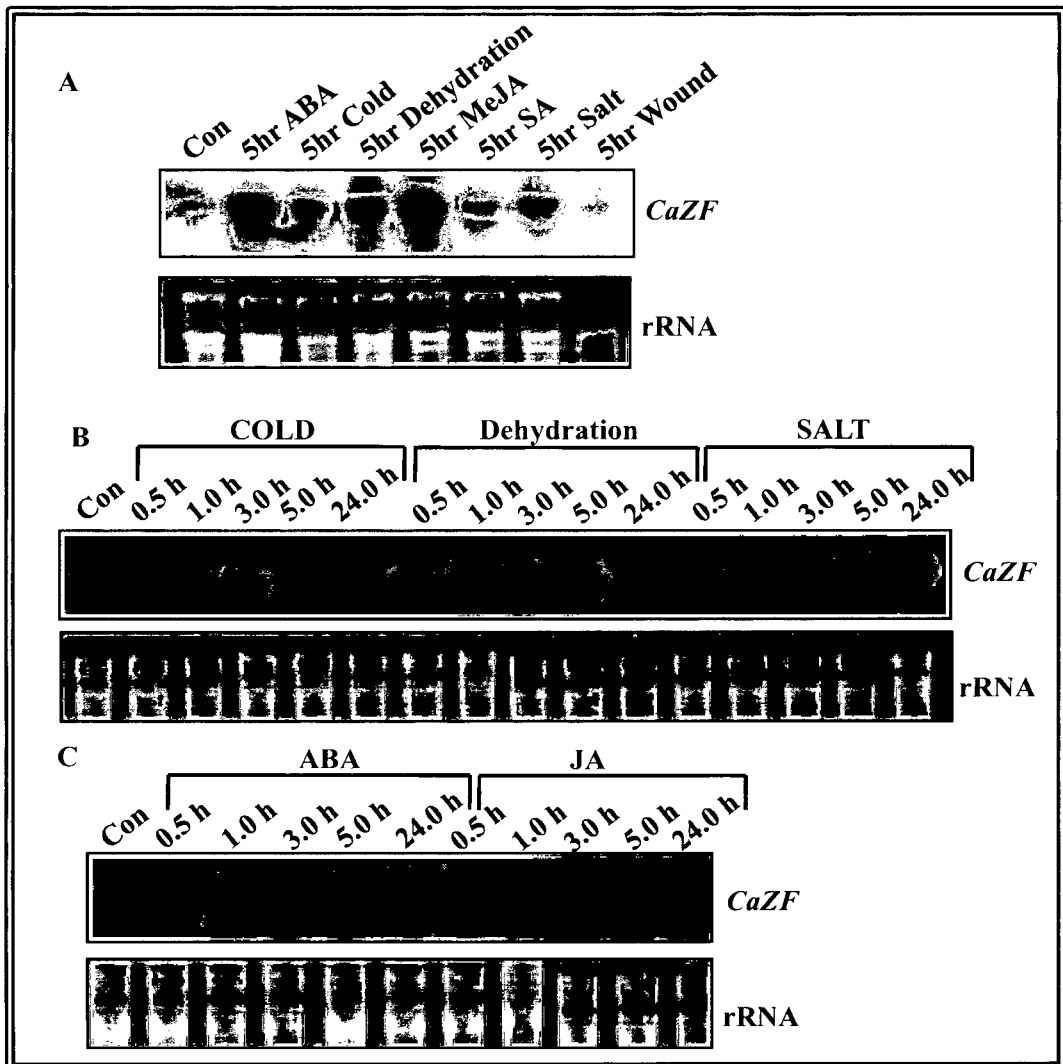 A
Con 5hr ABA 5hr Cold 5hr Dehydration 5hr MeJA 5hr SA 5hr Salt 5hr Wound
CaZF
rRNA
B
COLD Dehydration SALT
Con 0.5 h 1.0 h 3.0 h 5.0 h 24.0 h 0.5 h 1.0 h 3.0 h 5.0 h 24.0 h 0.5 h 1.0 h 3.0 h 5.0 h 24.0 h
CaZF
rRNA
C
ABA JA
Con 0.5 h 1.0 h 3.0 h 5.0 h 24.0 h 0.5 h 1.0 h 3.0 h 5.0 h 24.0 h
CaZF
rRNA